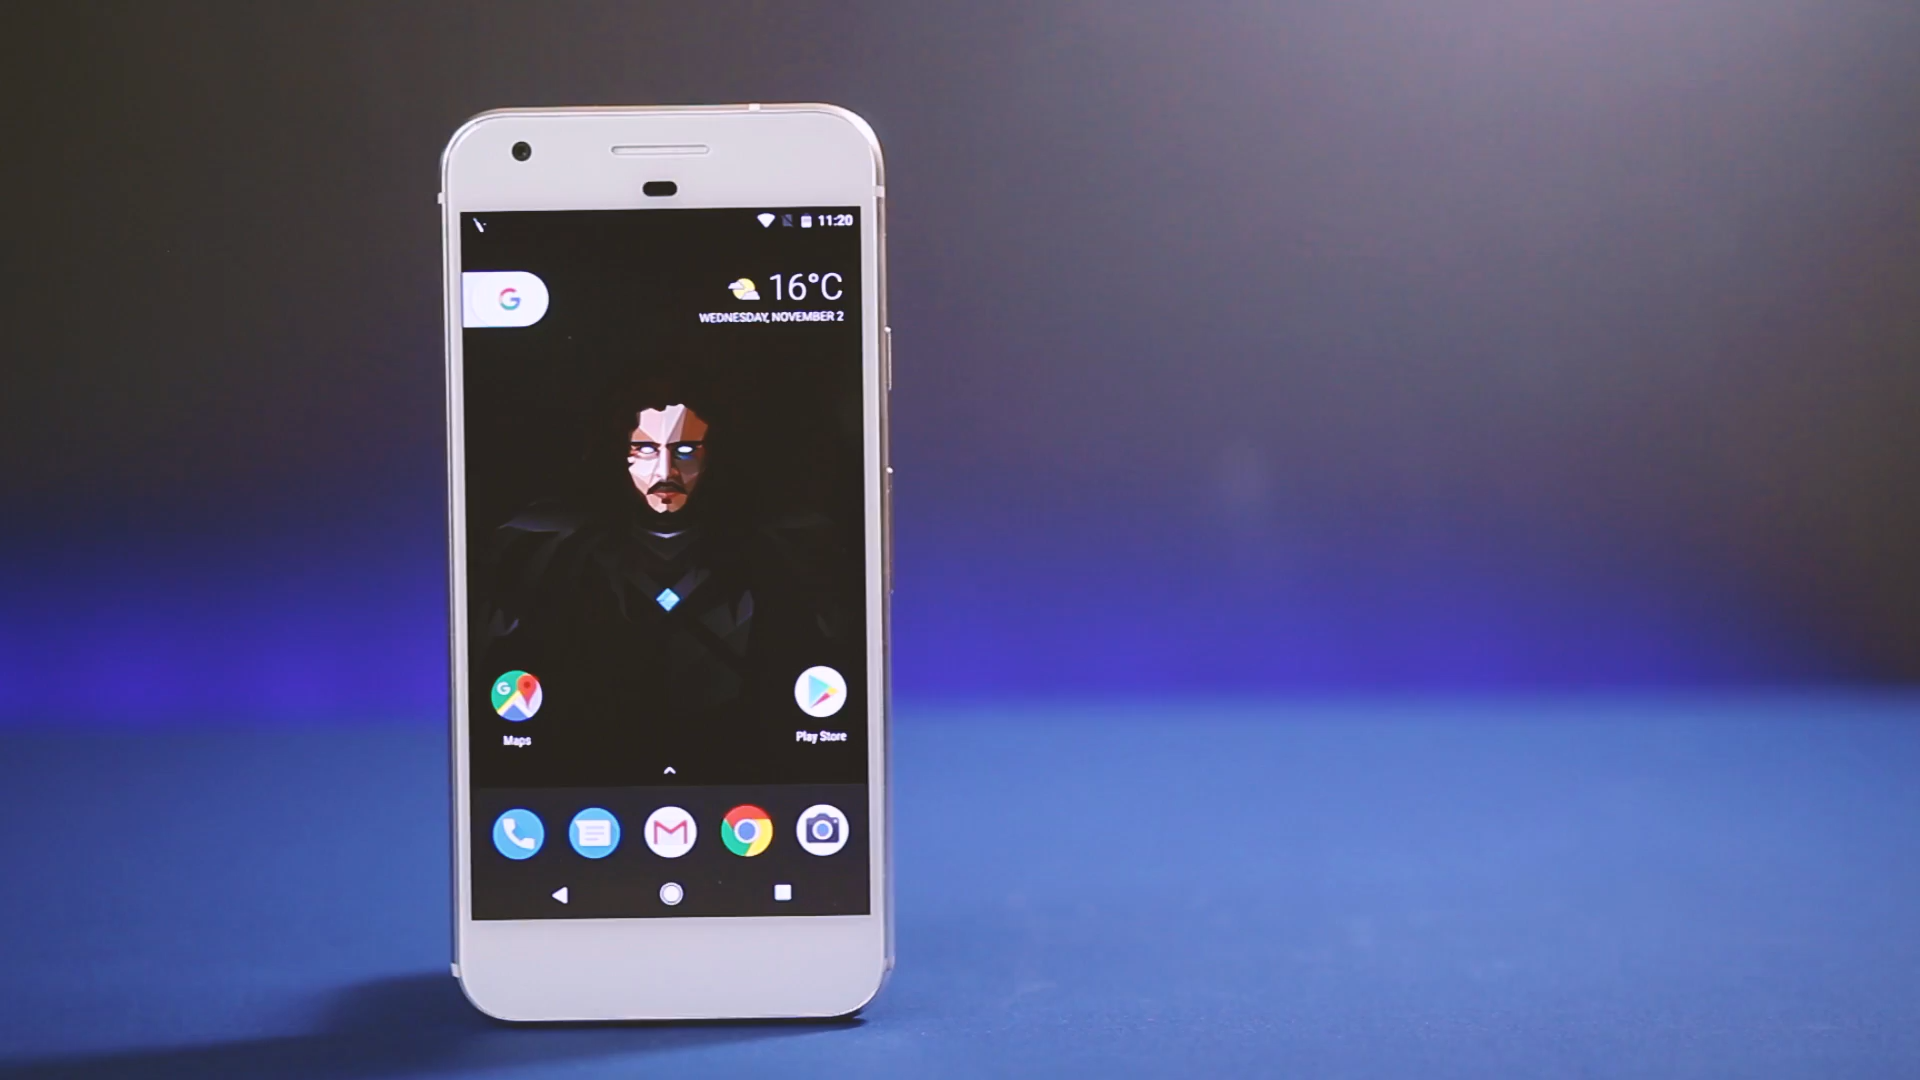 11:20
G
16°C
WEDNESDAY, NOVEMBER 2
G
Maps
Play Store